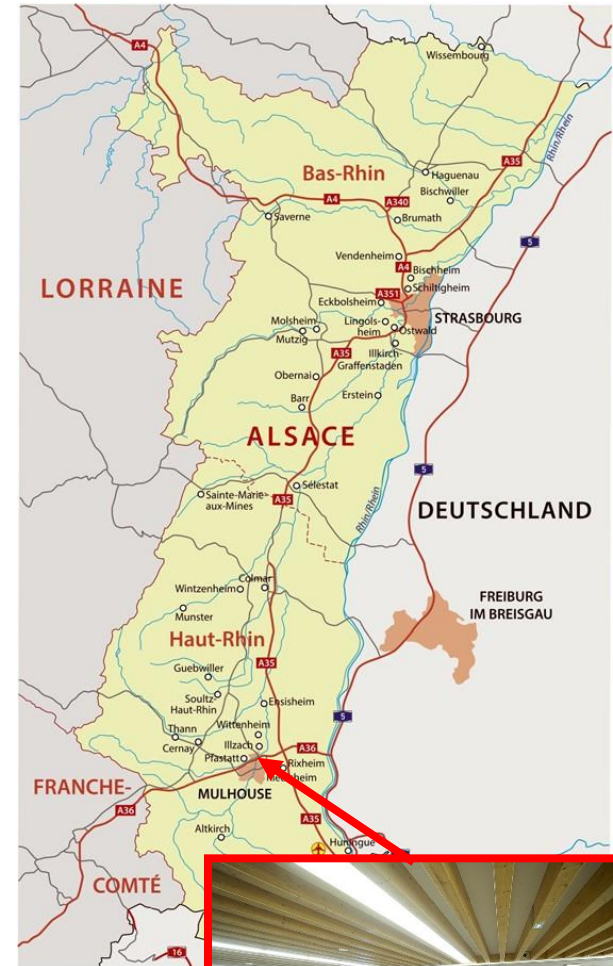 A4
Wissembourg
Rhin/Rhein
Bas-Rhin
A35
Haguenau
Bischwiller
A4
A340
Saverne
Brumath
5
Vendenheim
A4
Bischheim
Schiltigheim
LORRAINE
Eckbolsheim
A351
STRASBOURG
Molsheim
Lingols-
heim
Ostwald
Mutzig
A35
Illkirch-
Graffenstaden
Obernai
Barr
Erstein
ALSACE
5
Sélestat
Sainte-Marie-
aux-Mines
A35
Rhin/Rhein
DEUTSCHLAND
Colmar
Wintzenheim
FREIBURG
IM BREISGAU
Munster
Haut-Rhin
A35
Guebwiller
Soultz-
Haut-Rhin
Ensisheim
5
Thann
Wittenheim
Cernay
Illzach
A36
Pfastatt
Rixheim
FRANCHE-
MULHOUSE
A36
Altkirch
A35
Huningue
COMTÉ
16